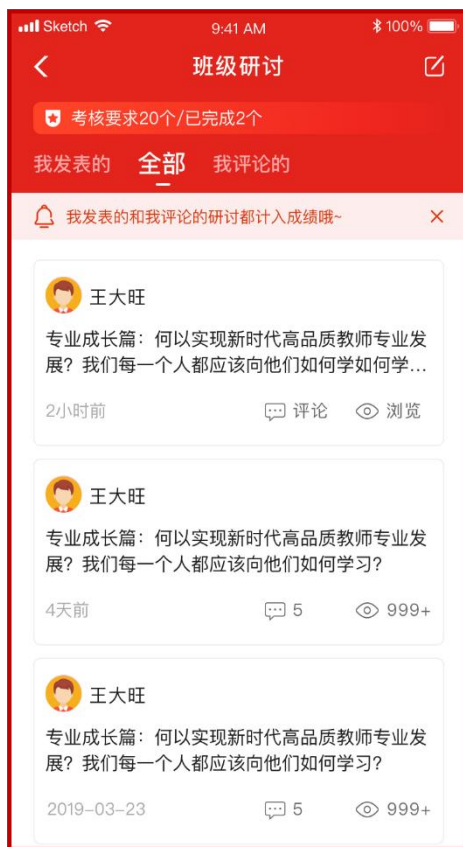 Sketch 9:41 AM 100%
班级研讨
考核要求20个/已完成2个
我发表的 全部 我评论的
我发表的和我评论的研讨都计入成绩哦~
王大旺
专业成长篇：何以实现新时代高品质教师专业发
展？我们每一个人都应该向他们如何学如何学...
2小时前 评论 浏览
王大旺
专业成长篇：何以实现新时代高品质教师专业发
展？我们每一个人都应该向他们如何学习？
4天前 5 999+
王大旺
专业成长篇：何以实现新时代高品质教师专业发
展？我们每一个人都应该向他们如何学习？
2019-03-23 5 999+